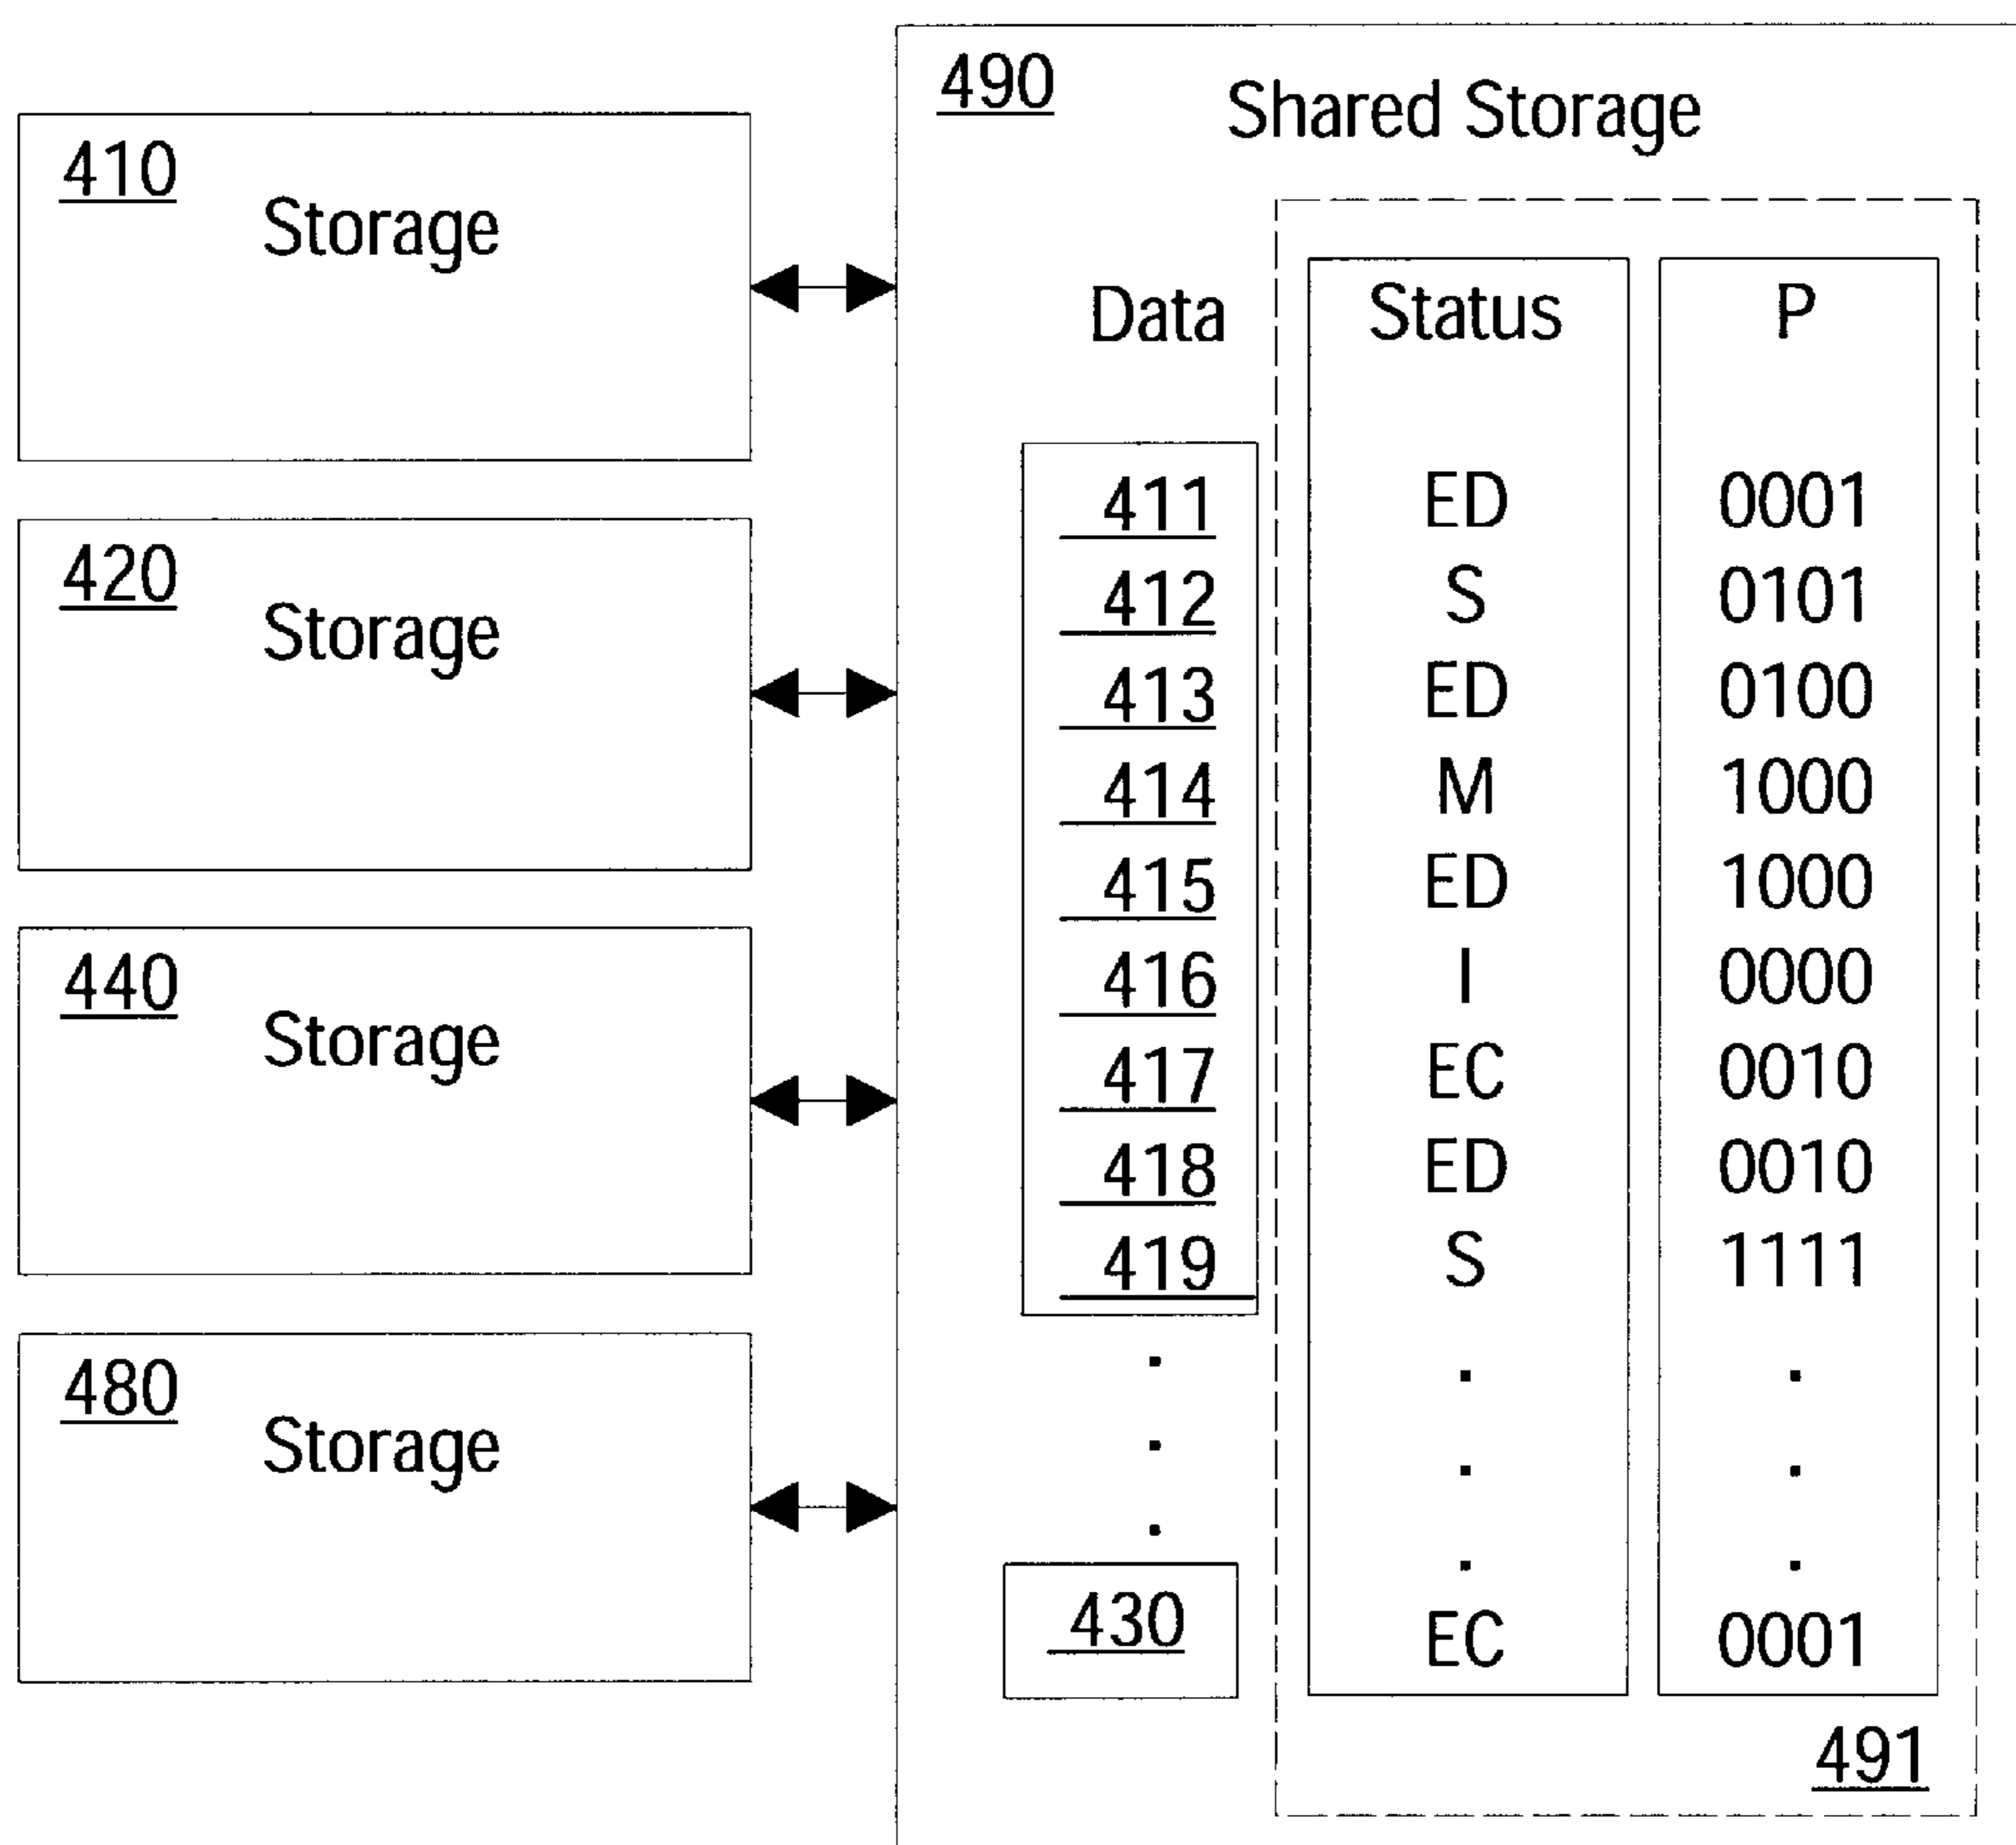 410
Storage
420
Storage
440
Storage
480
Storage
490
Shared Storage
Data Status P
411 ED 0001
412 S 0101
413 ED 0100
414 M 1000
415 ED 1000
416 I 0000
417 EC 0010
418 ED 0010
419 S 1111
. . .
. . .
. . .
430 EC 0001
491